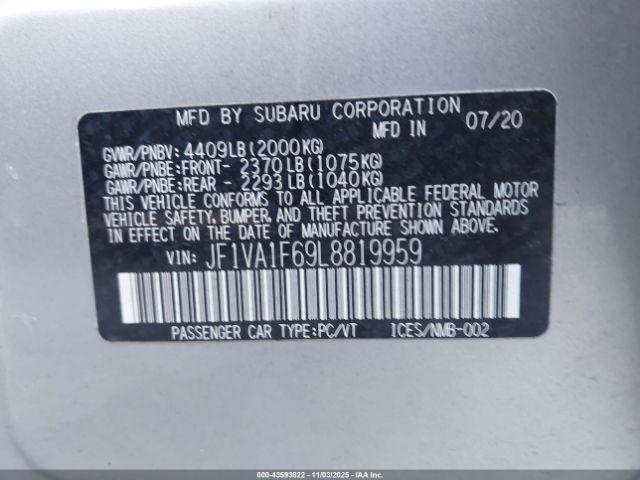 MFD BY SUBARU CORPORATION
MFD IN 07/20
GVWR/PNBV: 4409LB(2000KG)
GAWR/PNBE:FRONT- 2370LB(1075KG)
GAWR/PNBE:REAR - 2293LB(1040KG)
THIS VEHICLE CONFORMS TO ALL APPLICABLE FEDERAL MOTOR
VEHICLE SAFETY, BUMPER, AND THEFT PREVENTION STANDARDS
IN EFFECT ON THE DATE OF MANUFACTURE SHOWN ABOVE.
VIN: JF1VA1F69L8819959
PASSENGER CAR TYPE:PC/VT ICES/NMB-002
000-43593822 - 11/03/2025 - IAAI.com